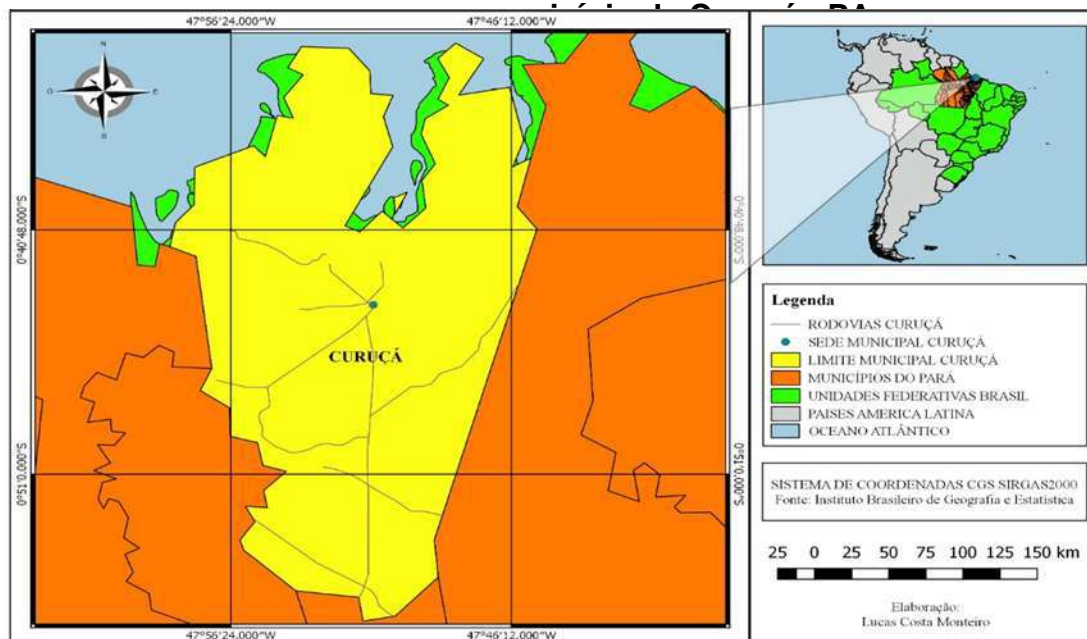 47°56'24.000"W 47°46'12.000"W
N
O E
S
0°40'48.000"S
0°40'48.000"S
CURUÇÁ
0°51'0.000"S
0°51'0.000"S
47°56'24.000"W 47°46'12.000"W
Legenda
RODOVIAS CURUÇÁ
SEDE MUNICIPAL CURUÇÁ
LIMITE MUNICIPAL CURUÇÁ
MUNICÍPIOS DO PARÁ
UNIDADES FEDERATIVAS BRASIL
PAISES AMERICA LATINA
OCEANO ATLÂNTICO
SISTEMA DE COORDENADAS CGS SIRGAS2000
Fonte: Instituto Brasileiro de Geografia e Estatística
25 0 25 50 75 100 125 150 km
Elaboração:
Lucas Costa Monteiro